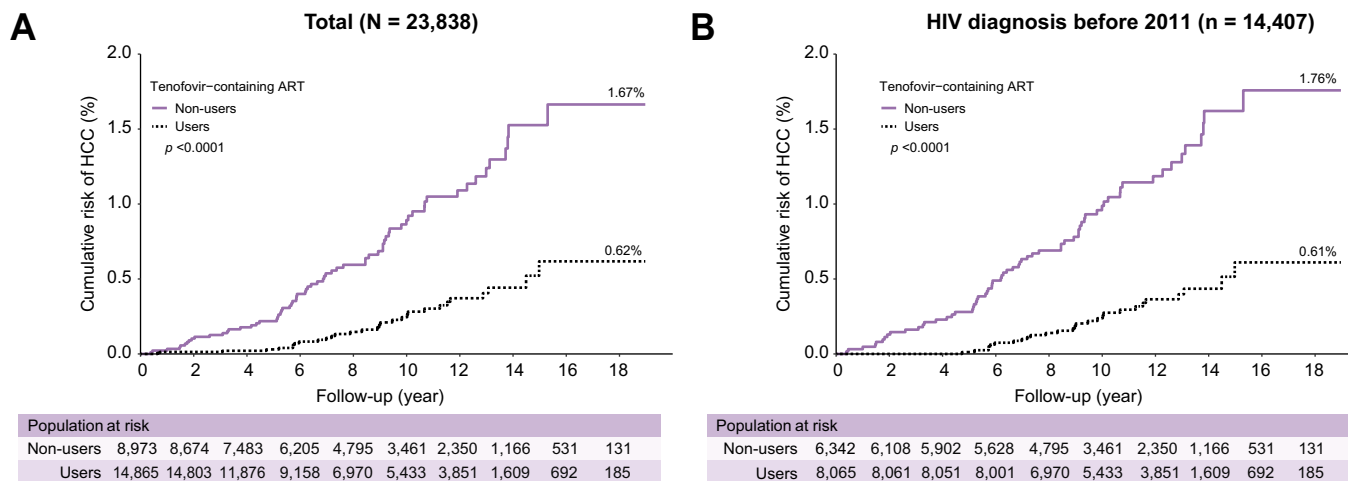 A
Total (N = 23,838)
Cumulative risk of HCC (%)
2.0
1.5
1.0
0.5
0.0
Tenofovir−containing ART
Non-users
Users
p <0.0001
1.67%
0.62%
0 2 4 6 8 10 12 14 16 18
Follow-up (year)
Population at risk
Non-users 8,973 8,674 7,483 6,205 4,795 3,461 2,350 1,166 531 131
Users 14,865 14,803 11,876 9,158 6,970 5,433 3,851 1,609 692 185
B
HIV diagnosis before 2011 (n = 14,407)
Cumulative risk of HCC (%)
2.0
1.5
1.0
0.5
0.0
Tenofovir−containing ART
Non-users
Users
p <0.0001
1.76%
0.61%
0 2 4 6 8 10 12 14 16 18
Follow-up (year)
Population at risk
Non-users 6,342 6,108 5,902 5,628 4,795 3,461 2,350 1,166 531 131
Users 8,065 8,061 8,051 8,001 6,970 5,433 3,851 1,609 692 185